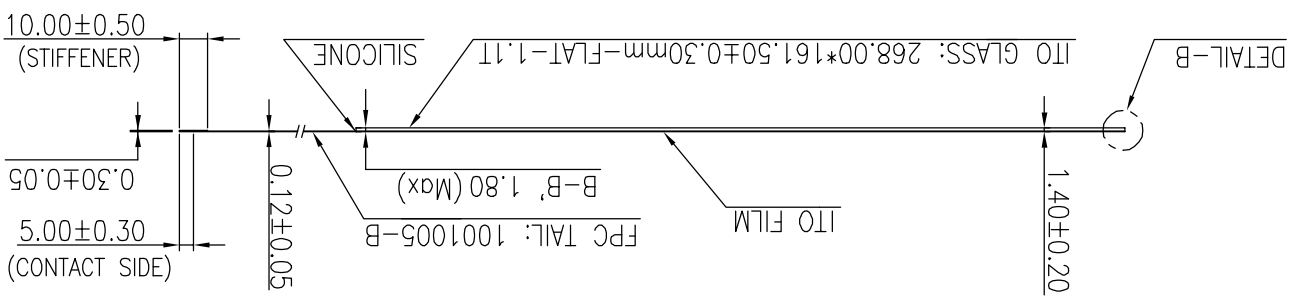 10.00±0.50
(STIFFENER)
SILICONE
ITO GLASS: 268.00*161.50±0.30mm-FLAT-1.1T
DETAIL-B
0.30±0.05
5.00±0.30
(CONTACT SIDE)
0.12±0.05
B-B' 1.80(Max)
FPC TAIL: 1001005-B
ITO FILM
1.40±0.20